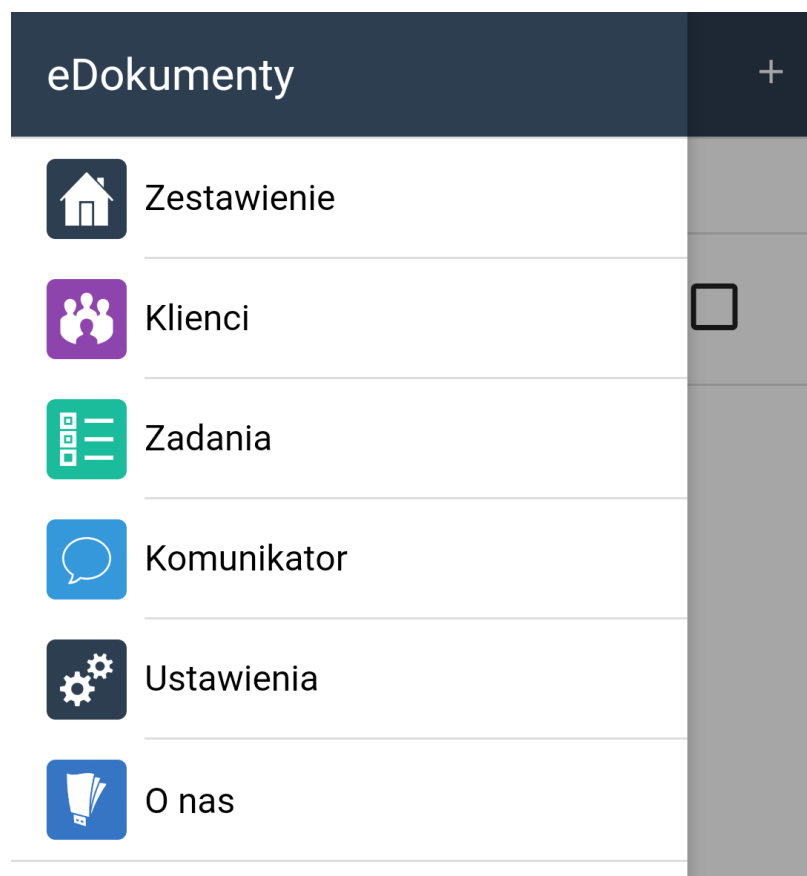 eDokumenty
+
Zestawienie
Klienci
Zadania
Komunikator
Ustawienia
O nas